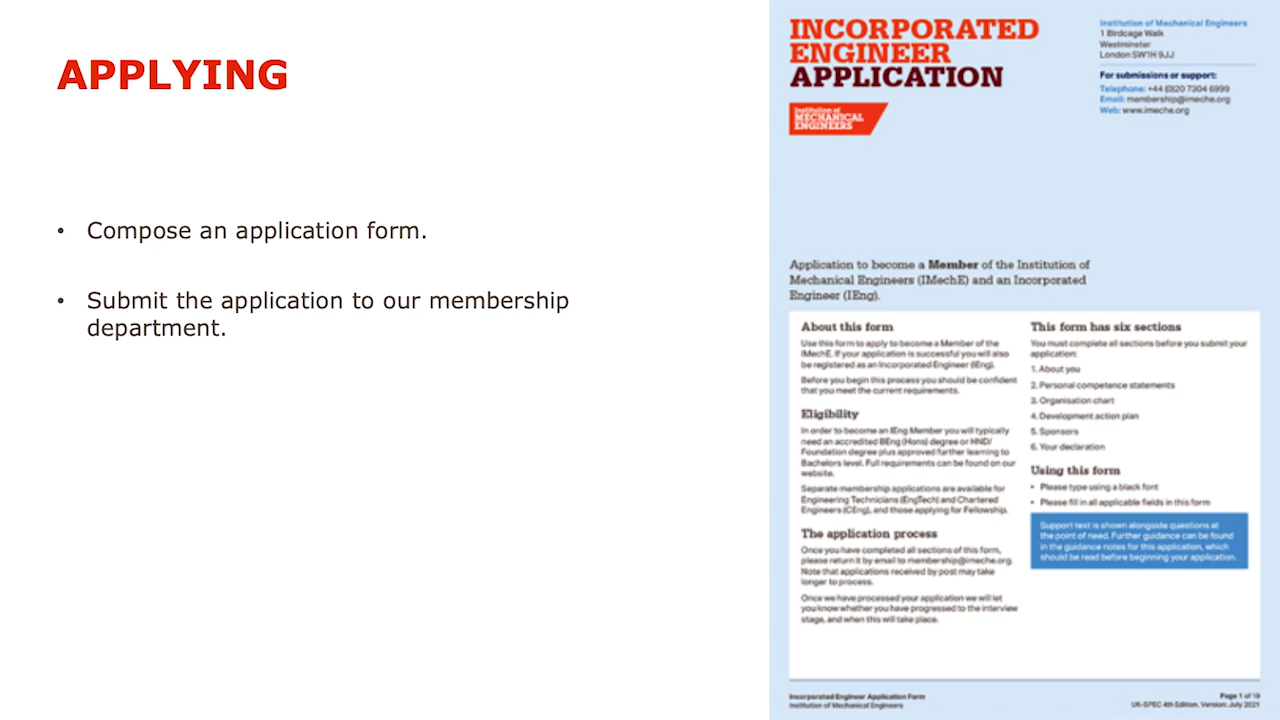 APPLYING
• Compose an application form.
• Submit the application to our membership
department.
INCORPORATED
ENGINEER
APPLICATION
Institution of
MECHANICAL
ENGINEERS
Institution of Mechanical Engineers
1 Birdcage Walk
Westminster
London SW1H 9JJ
For submissions or support:
Telephone: +44 (0)20 7304 6999
Email: membership@imeche.org
Web: www.imeche.org
Application to become a Member of the Institution of
Mechanical Engineers (IMechE) and an Incorporated
Engineer (IEng).
About this form
Use this form to apply to become a Member of the
IMechE. If your application is successful you will also
be registered as an Incorporated Engineer (IEng).
Before you begin this process you should be confident
that you meet the current requirements.
Eligibility
In order to become an IEng Member you will typically
need an accredited BEng (Hons) degree or HND/
Foundation degree plus approved further learning to
Bachelors level. Full requirements can be found on our
website.
Separate membership applications are available for
Engineering Technicians (EngTech) and Chartered
Engineers (CEng), and those applying for Fellowship.
The application process
Once you have completed all sections of this form,
please return it by email to membership@imeche.org.
Note that applications received by post may take
longer to process.
Once we have processed your application we will let
you know whether you have progressed to the interview
stage, and when this will take place.
This form has six sections
You must complete all sections before you submit your
application:
1. About you
2. Personal competence statements
3. Organisation chart
4. Development action plan
5. Sponsors
6. Your declaration
Using this form
• Please type using a black font
• Please fill in all applicable fields in this form
Support text is shown alongside questions at
the point of need. Further guidance can be found
in the guidance notes for this application, which
should be read before beginning your application.
Incorporated Engineer Application Form
Institution of Mechanical Engineers
Page 1 of 19
UK-SPEC 4th Edition. Version: July 2021